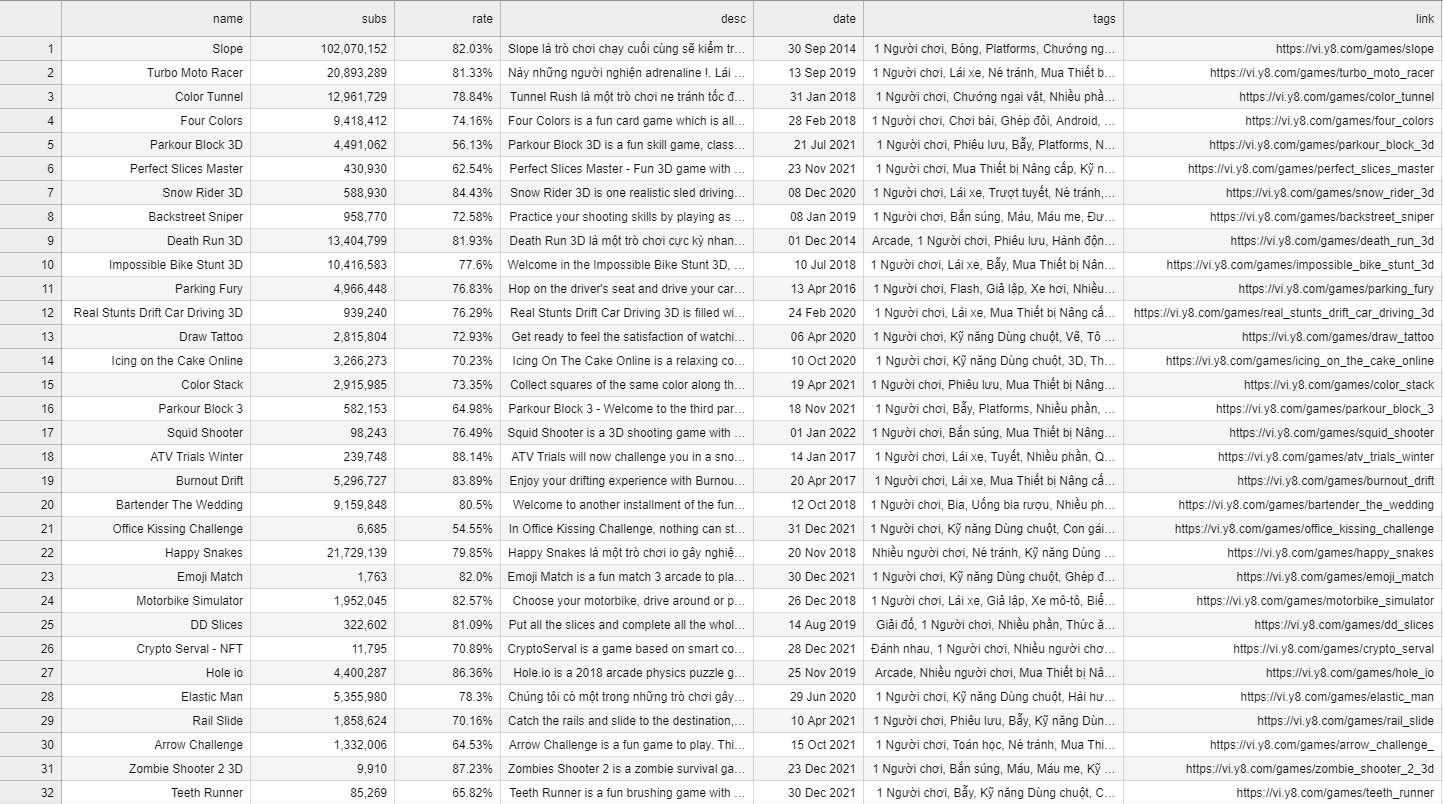 name subs rate desc date tags link
1 Slope 102,070,152 82.03% Slope là trò chơi chạy cuối cùng sẽ kiểm tr... 30 Sep 2014 1 Người chơi, Bóng, Platforms, Chướng ng... https://vi.y8.com/games/slope
2 Turbo Moto Racer 20,893,289 81.33% Này những người nghiện adrenaline !. Lái ... 13 Sep 2019 1 Người chơi, Lái xe, Né tránh, Mua Thiết b... https://vi.y8.com/games/turbo_moto_racer
3 Color Tunnel 12,961,729 78.84% Tunnel Rush là một trò chơi ne tránh tốc đ... 31 Jan 2018 1 Người chơi, Chướng ngại vật, Nhiều phầ... https://vi.y8.com/games/color_tunnel
4 Four Colors 9,418,412 74.16% Four Colors is a fun card game which is all... 28 Feb 2018 1 Người chơi, Chơi bài, Ghép đôi, Android, ... https://vi.y8.com/games/four_colors
5 Parkour Block 3D 4,491,062 56.13% Parkour Block 3D is a fun skill game, class... 21 Jul 2021 1 Người chơi, Phiêu lưu, Bẫy, Platforms, N... https://vi.y8.com/games/parkour_block_3d
6 Perfect Slices Master 430,930 62.54% Perfect Slices Master - Fun 3D game with ... 23 Nov 2021 1 Người chơi, Mua Thiết bị Nâng cấp, Kỹ n... https://vi.y8.com/games/perfect_slices_master
7 Snow Rider 3D 588,930 84.43% Snow Rider 3D is one realistic sled driving... 08 Dec 2020 1 Người chơi, Lái xe, Trượt tuyết, Né tránh,... https://vi.y8.com/games/snow_rider_3d
8 Backstreet Sniper 958,770 72.58% Practice your shooting skills by playing as ... 08 Jan 2019 1 Người chơi, Bắn súng, Máu, Máu me, Đư... https://vi.y8.com/games/backstreet_sniper
9 Death Run 3D 13,404,799 81.93% Death Run 3D là một trò chơi cực kỳ nhan... 01 Dec 2014 Arcade, 1 Người chơi, Phiêu lưu, Hành độn... https://vi.y8.com/games/death_run_3d
10 Impossible Bike Stunt 3D 10,416,583 77.6% Welcome in the Impossible Bike Stunt 3D, ... 10 Jul 2018 1 Người chơi, Lái xe, Bẫy, Mua Thiết bị Nân... https://vi.y8.com/games/impossible_bike_stunt_3d
11 Parking Fury 4,966,448 76.83% Hop on the driver's seat and drive your car... 13 Apr 2016 1 Người chơi, Flash, Giả lập, Xe hơi, Nhiều... https://vi.y8.com/games/parking_fury
12 Real Stunts Drift Car Driving 3D 939,240 76.29% Real Stunts Drift Car Driving 3D is filled wi... 24 Feb 2020 1 Người chơi, Lái xe, Mua Thiết bị Nâng cấ... https://vi.y8.com/games/real_stunts_drift_car_driving_3d
13 Draw Tattoo 2,815,804 72.93% Get ready to feel the satisfaction of watchi... 06 Apr 2020 1 Người chơi, Kỹ năng Dùng chuột, Vẽ, Tô ... https://vi.y8.com/games/draw_tattoo
14 Icing on the Cake Online 3,266,273 70.23% Icing On The Cake Online is a relaxing co... 10 Oct 2020 1 Người chơi, Kỹ năng Dùng chuột, 3D, Th... https://vi.y8.com/games/icing_on_the_cake_online
15 Color Stack 2,915,985 73.35% Collect squares of the same color along th... 19 Apr 2021 1 Người chơi, Phiêu lưu, Mua Thiết bị Nâng... https://vi.y8.com/games/color_stack
16 Parkour Block 3 582,153 64.98% Parkour Block 3 - Welcome to the third par... 18 Nov 2021 1 Người chơi, Bẫy, Platforms, Nhiều phần, ... https://vi.y8.com/games/parkour_block_3
17 Squid Shooter 98,243 76.49% Squid Shooter is a 3D shooting game with ... 01 Jan 2022 1 Người chơi, Bắn súng, Mua Thiết bị Nâng... https://vi.y8.com/games/squid_shooter
18 ATV Trials Winter 239,748 88.14% ATV Trials will now challenge you in a sno... 14 Jan 2017 1 Người chơi, Lái xe, Tuyết, Nhiều phần, Q... https://vi.y8.com/games/atv_trials_winter
19 Burnout Drift 5,296,727 83.89% Enjoy your drifting experience with Burnou... 20 Apr 2017 1 Người chơi, Lái xe, Mua Thiết bị Nâng cấ... https://vi.y8.com/games/burnout_drift
20 Bartender The Wedding 9,159,848 80.5% Welcome to another installment of the fun... 12 Oct 2018 1 Người chơi, Bia, Uống bia rượu, Nhiều ph... https://vi.y8.com/games/bartender_the_wedding
21 Office Kissing Challenge 6,685 54.55% In Office Kissing Challenge, nothing can st... 31 Dec 2021 1 Người chơi, Kỹ năng Dùng chuột, Con gái... https://vi.y8.com/games/office_kissing_challenge
22 Happy Snakes 21,729,139 79.85% Happy Snakes là một trò chơi io gây nghiệ... 20 Nov 2018 Nhiều người chơi, Né tránh, Kỹ năng Dùng ... https://vi.y8.com/games/happy_snakes
23 Emoji Match 1,763 82.0% Emoji Match is a fun match 3 arcade to pla... 30 Dec 2021 1 Người chơi, Kỹ năng Dùng chuột, Ghép đ... https://vi.y8.com/games/emoji_match
24 Motorbike Simulator 1,952,045 82.57% Choose your motorbike, drive around or p... 26 Dec 2018 1 Người chơi, Lái xe, Giả lập, Xe mô-tô, Biể... https://vi.y8.com/games/motorbike_simulator
25 DD Slices 322,602 81.09% Put all the slices and complete all the whol... 14 Aug 2019 Giải đố, 1 Người chơi, Nhiều phần, Thức ă... https://vi.y8.com/games/dd_slices
26 Crypto Serval - NFT 11,795 70.89% CryptoServal is a game based on smart co... 28 Dec 2021 Đánh nhau, 1 Người chơi, Nhiều người chơ... https://vi.y8.com/games/crypto_serval
27 Hole io 4,400,287 86.36% Hole.io is a 2018 arcade physics puzzle g... 25 Nov 2019 Arcade, Nhiều người chơi, Mua Thiết bị Nâ... https://vi.y8.com/games/hole_io
28 Elastic Man 5,355,980 78.3% Chúng tôi có một trong những trò chơi gây... 29 Jun 2020 1 Người chơi, Kỹ năng Dùng chuột, Hài hư... https://vi.y8.com/games/elastic_man
29 Rail Slide 1,858,624 70.16% Catch the rails and slide to the destination,... 10 Apr 2021 1 Người chơi, Phiêu lưu, Bẫy, Kỹ năng Dùn... https://vi.y8.com/games/rail_slide
30 Arrow Challenge 1,332,006 64.53% Arrow Challenge is a fun game to play. Thi... 15 Oct 2021 1 Người chơi, Toán học, Né tránh, Mua Thi... https://vi.y8.com/games/arrow_challenge_
31 Zombie Shooter 2 3D 9,910 87.23% Zombies Shooter 2 is a zombie survival ga... 23 Dec 2021 1 Người chơi, Bắn súng, Máu, Máu me, Kỹ ... https://vi.y8.com/games/zombie_shooter_2_3d
32 Teeth Runner 85,269 65.82% Teeth Runner is a fun brushing game with ... 30 Dec 2021 1 Người chơi, Bẫy, Kỹ năng Dùng chuột, C... https://vi.y8.com/games/teeth_runner